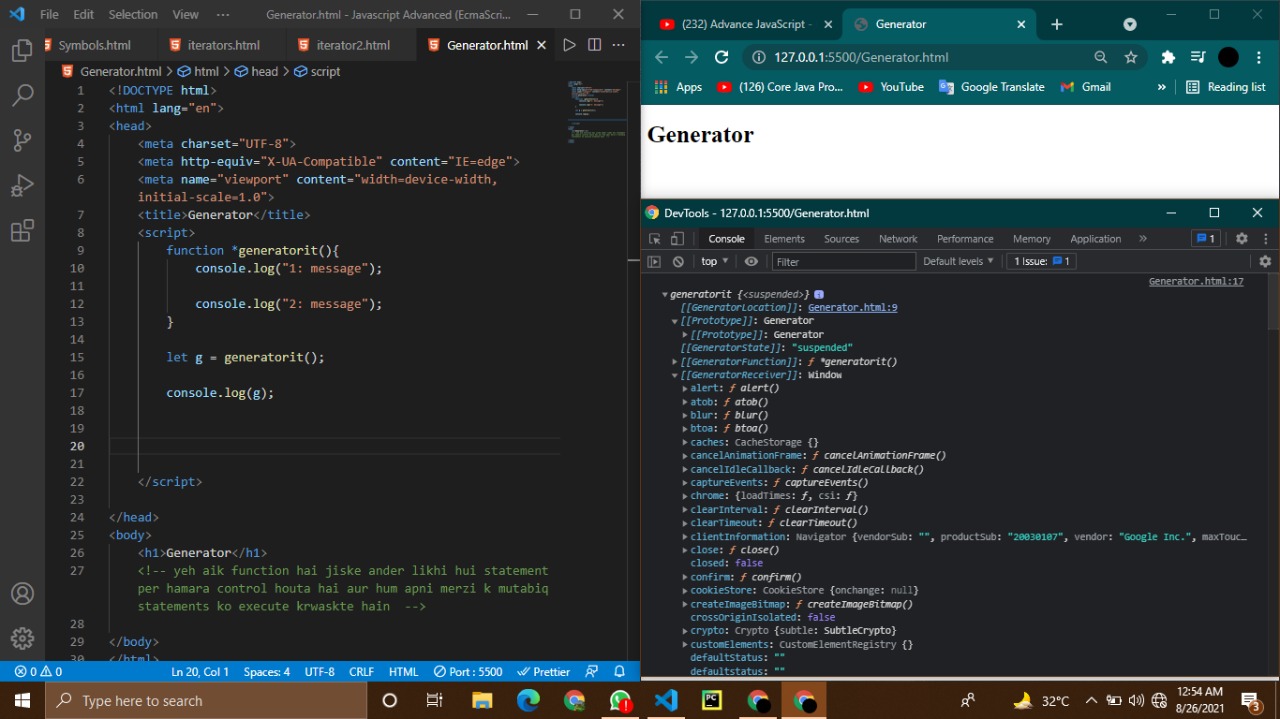 File Edit Selection View ··· Generator.html - Javascript Advanced (EcmaScri...
Symbols.html iterators.html iterator2.html Generator.html
Generator.html > html > head > script
1 <!DOCTYPE html>
2 <html lang="en">
3 <head>
4 <meta charset="UTF-8">
5 <meta http-equiv="X-UA-Compatible" content="IE=edge">
6 <meta name="viewport" content="width=device-width,
initial-scale=1.0">
7 <title>Generator</title>
8 <script>
9 function *generatorit(){
10 console.log("1: message");
11
12 console.log("2: message");
13 }
14
15 let g = generatorit();
16
17 console.log(g);
18
19
20
21
22 </script>
23
24 </head>
25 <body>
26 <h1>Generator</h1>
27 <!-- yeh aik function hai jiske ander likhi hui statement
per hamara control houta hai aur hum apni merzi k mutabiq
statements ko execute krwaskte hain -->
28
29 </body>
30 </html>
0 0 Ln 20, Col 1 Spaces: 4 UTF-8 CRLF HTML Port : 5500 Prettier
(232) Advance JavaScript - Generator
127.0.0.1:5500/Generator.html
Apps (126) Core Java Pro... YouTube Google Translate Gmail » Reading list
Generator
DevTools - 127.0.0.1:5500/Generator.html
Console Elements Sources Network Performance Memory Application » 1
top Filter Default levels 1 Issue: 1
Generator.html:17
generatorit {<suspended>} i
[[GeneratorLocation]]: Generator.html:9
[[Prototype]]: Generator
[[Prototype]]: Generator
[[GeneratorState]]: "suspended"
[[GeneratorFunction]]: ƒ *generatorit()
[[GeneratorReceiver]]: Window
alert: ƒ alert()
atob: ƒ atob()
blur: ƒ blur()
btoa: ƒ btoa()
caches: CacheStorage {}
cancelAnimationFrame: ƒ cancelAnimationFrame()
cancelIdleCallback: ƒ cancelIdleCallback()
captureEvents: ƒ captureEvents()
chrome: {loadTimes: ƒ, csi: ƒ}
clearInterval: ƒ clearInterval()
clearTimeout: ƒ clearTimeout()
clientInformation: Navigator {vendorSub: "", productSub: "20030107", vendor: "Google Inc.", maxTouc...
close: ƒ close()
closed: false
confirm: ƒ confirm()
cookieStore: CookieStore {onchange: null}
createImageBitmap: ƒ createImageBitmap()
crossOriginIsolated: false
crypto: Crypto {subtle: SubtleCrypto}
customElements: CustomElementRegistry {}
defaultStatus: ""
defaultstatus: ""
Type here to search PC 32°C 12:54 AM
8/26/2021 3